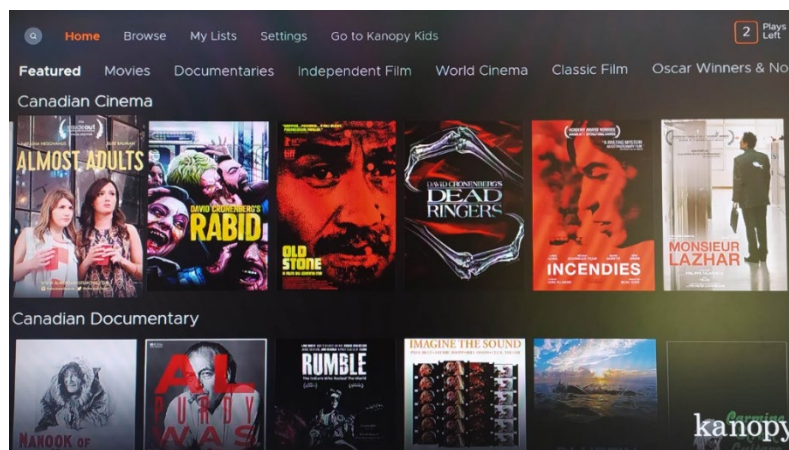 Home Browse My Lists Settings Go to Kanopy Kids
2 Plays
Left
Featured Movies Documentaries Independent Film World Cinema Classic Film Oscar Winners & No
Canadian Cinema
ALMOST ADULTS
DAVID CRONENBERG'S
RABID
OLD
STONE
DAVID CRONENBERG'S
DEAD
RINGERS
INCENDIES
MONSIEUR
LAZHAR
Canadian Documentary
NANOOK OF
AL
PURDY
WAS
RUMBLE
IMAGINE THE SOUND
kanopy